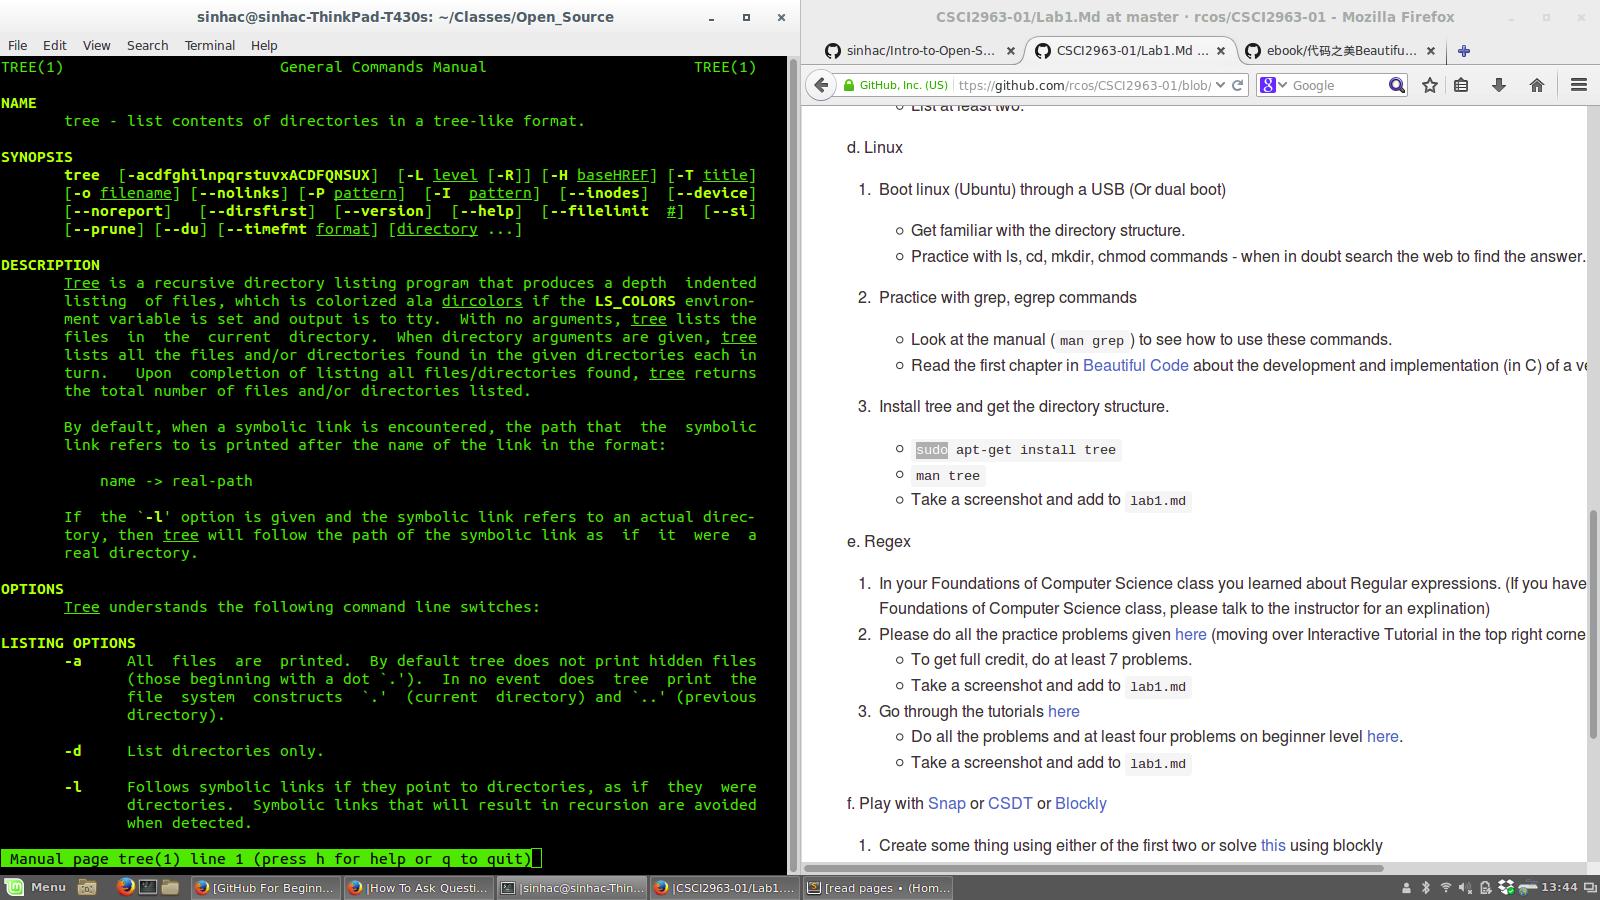 sinhac@sinhac-ThinkPad-T430s: ~/Classes/Open_Source
File Edit View Search Terminal Help
TREE(1) General Commands Manual TREE(1)
NAME
tree - list contents of directories in a tree-like format.
SYNOPSIS
tree [-acdfghilnpqrstuvxACDFQNSUX] [-L level [-R]] [-H baseHREF] [-T title]
[-o filename] [--nolinks] [-P pattern] [-I pattern] [--inodes] [--device]
[--noreport] [--dirsfirst] [--version] [--help] [--filelimit #] [--si]
[--prune] [--du] [--timefmt format] [directory ...]
DESCRIPTION
Tree is a recursive directory listing program that produces a depth indented
listing of files, which is colorized ala dircolors if the LS_COLORS environ-
ment variable is set and output is to tty. With no arguments, tree lists the
files in the current directory. When directory arguments are given, tree
lists all the files and/or directories found in the given directories each in
turn. Upon completion of listing all files/directories found, tree returns
the total number of files and/or directories listed.
By default, when a symbolic link is encountered, the path that the symbolic
link refers to is printed after the name of the link in the format:
name -> real-path
If the `-l' option is given and the symbolic link refers to an actual direc-
tory, then tree will follow the path of the symbolic link as if it were a
real directory.
OPTIONS
Tree understands the following command line switches:
LISTING OPTIONS
-a All files are printed. By default tree does not print hidden files
(those beginning with a dot `.'). In no event does tree print the
file system constructs `.' (current directory) and `..' (previous
directory).
-d List directories only.
-l Follows symbolic links if they point to directories, as if they were
directories. Symbolic links that will result in recursion are avoided
when detected.
Manual page tree(1) line 1 (press h for help or q to quit)
CSCI2963-01/Lab1.Md at master · rcos/CSCI2963-01 - Mozilla Firefox
sinhac/Intro-to-Open-S... CSCI2963-01/Lab1.Md ... ebook/代码之美Beautifu...
GitHub, Inc. (US) ttps://github.com/rcos/CSCI2963-01/blob/ Google
List at least two.
d. Linux
1. Boot linux (Ubuntu) through a USB (Or dual boot)
Get familiar with the directory structure.
Practice with ls, cd, mkdir, chmod commands - when in doubt search the web to find the answer.
2. Practice with grep, egrep commands
Look at the manual ( man grep ) to see how to use these commands.
Read the first chapter in Beautiful Code about the development and implementation (in C) of a ve
3. Install tree and get the directory structure.
sudo apt-get install tree
man tree
Take a screenshot and add to lab1.md
e. Regex
1. In your Foundations of Computer Science class you learned about Regular expressions. (If you have
Foundations of Computer Science class, please talk to the instructor for an explination)
2. Please do all the practice problems given here (moving over Interactive Tutorial in the top right corne
To get full credit, do at least 7 problems.
Take a screenshot and add to lab1.md
3. Go through the tutorials here
Do all the problems and at least four problems on beginner level here.
Take a screenshot and add to lab1.md
f. Play with Snap or CSDT or Blockly
1. Create some thing using either of the first two or solve this using blockly
Menu [GitHub For Beginn... |How To Ask Questi... |sinhac@sinhac-Thin... |CSCI2963-01/Lab1.... [read pages • (Hom... 13:44